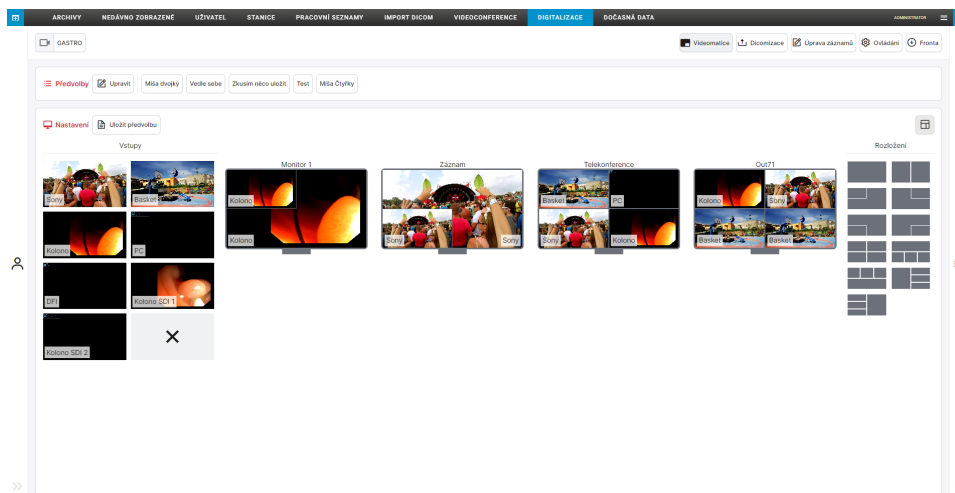 ARCHIVY NEDÁVNO ZOBRAZENÉ UŽIVATEL STANICE PRACOVNÍ SEZNAMY IMPORT DICOM VIDEOCONFERENCE DIGITALIZACE DOČASNÁ DATA ADMINISTRATOR
GASTRO Videomatica Dicomizace Úprava záznamů Ovládání Fronta
Předvolby Upravit Míša dvojky Vedle sebe Zkusím něco uložit Test Míša Čtyřky
Nastavení Uložit předvolbu
Vstupy Rozložení
Monitor 1 Záznam Telekonference Out71
Sony Basket Kolono Basket PC Kolono Sony
Kolono PC Kolono Sony Sony Sony Kolono Basket Basket
DFI Kolono SDI 1
Kolono SDI 2